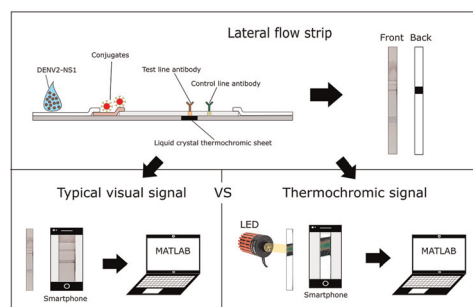 Lateral flow strip
Front Back
DENV2-NS1
Conjugates
Test line antibody
Control line antibody
Liquid crystal thermochromic sheet
Typical visual signal
VS
Thermochromic signal
LED
MATLAB
Smartphone
MATLAB
Smartphone